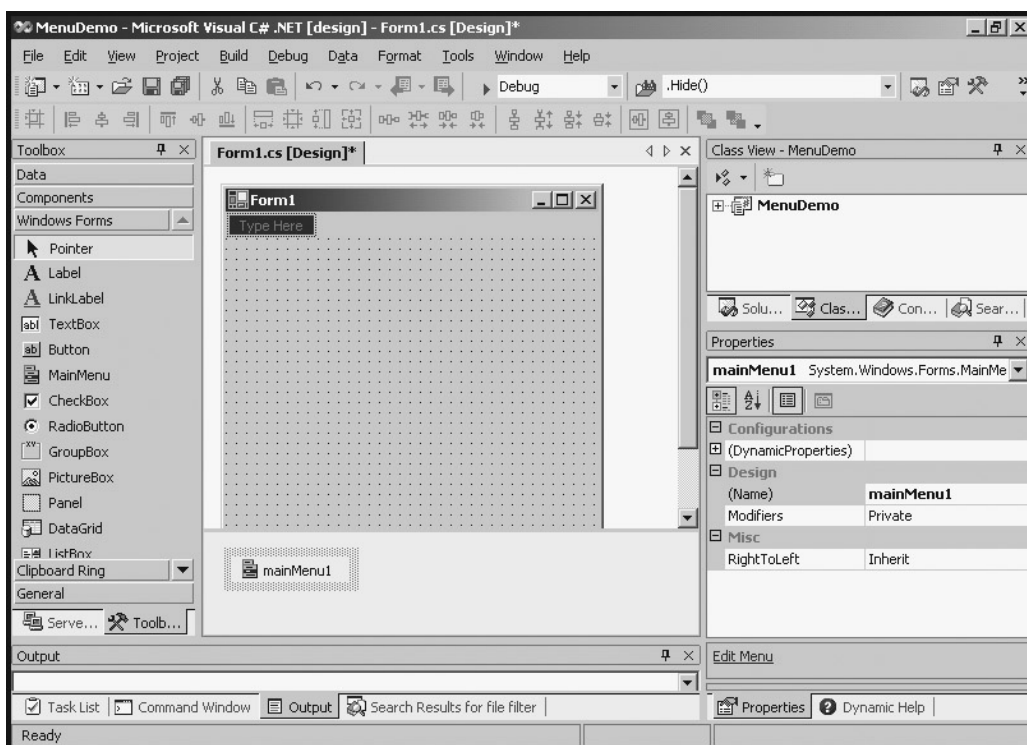 MenuDemo - Microsoft Visual C# .NET [design] - Form1.cs [Design]*
File Edit View Project Build Debug Data Format Tools Window Help
Debug .Hide()
Toolbox
Data
Components
Windows Forms
Pointer
A Label
A LinkLabel
abl TextBox
ab Button
MainMenu
CheckBox
RadioButton
XY GroupBox
PictureBox
Panel
DataGrid
ListBox
Clipboard Ring
General
Serve... Toolb...
Form1.cs [Design]*
Form1
Type Here
mainMenu1
Class View - MenuDemo
MenuDemo
Solu... Clas... Con... Sear...
Properties
mainMenu1 System.Windows.Forms.MainMe
Configurations
(DynamicProperties)
Design
(Name) mainMenu1
Modifiers Private
Misc
RightToLeft Inherit
Edit Menu
Properties Dynamic Help
Output
Task List Command Window Output Search Results for file filter
Ready